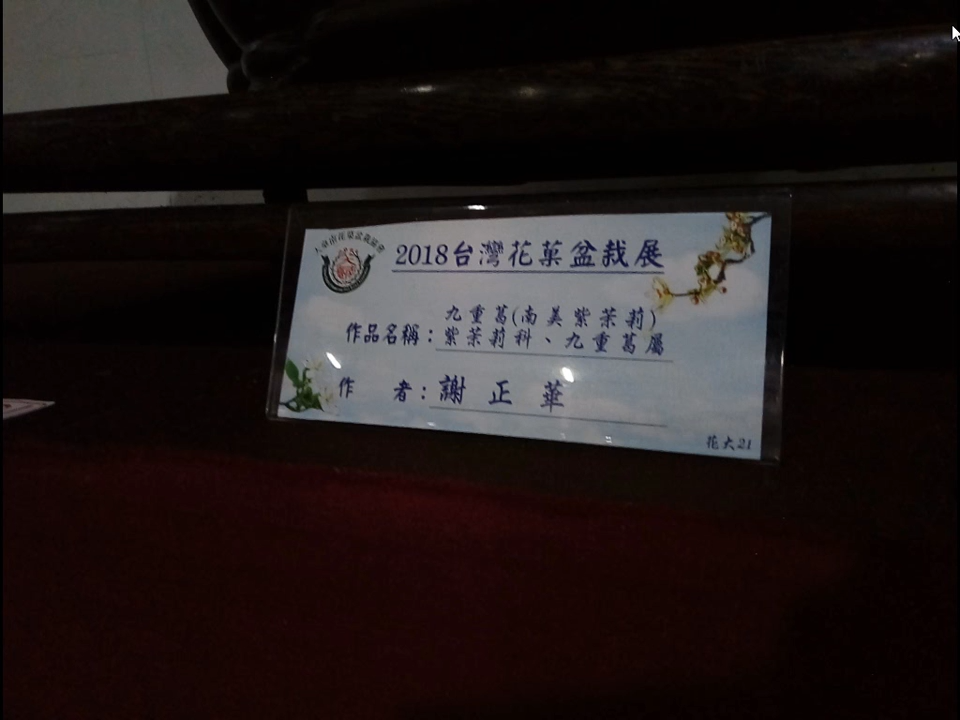 2018台灣花菓盆栽展
九重葛(南美紫茉莉)
作品名稱：紫茉莉科、九重葛屬
作 者：謝 正 華
花大21